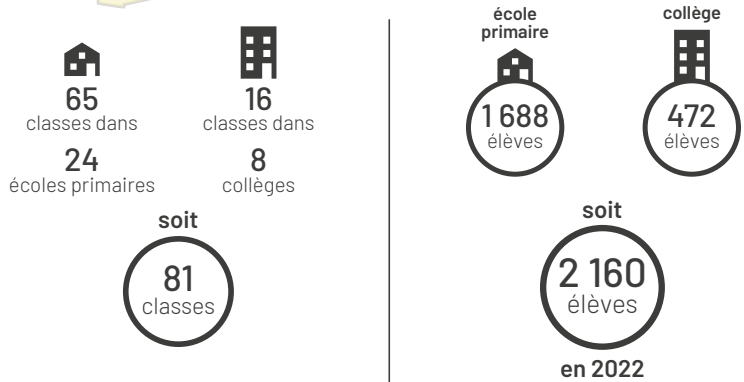 65
classes dans
24
écoles primaires
16
classes dans
8
collèges
soit
81
classes
école
primaire
1 688
élèves
collège
472
élèves
soit
2 160
élèves
en 2022